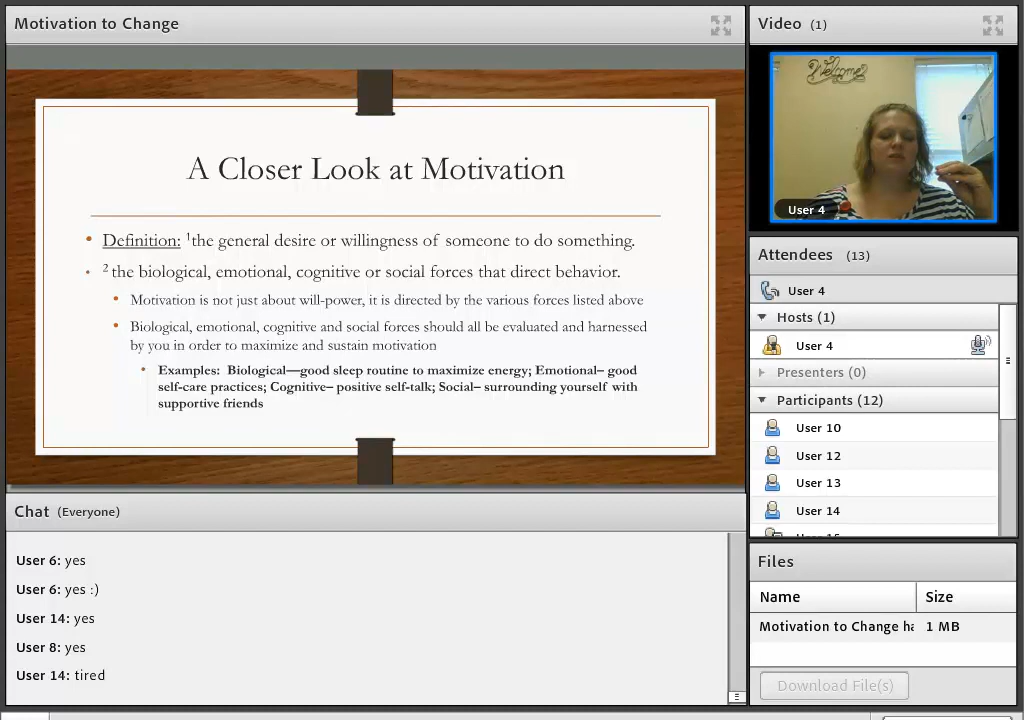 Motivation to Change
A Closer Look at Motivation
Definition: ¹the general desire or willingness of someone to do something.
² the biological, emotional, cognitive or social forces that direct behavior.
Motivation is not just about will-power, it is directed by the various forces listed above
Biological, emotional, cognitive and social forces should all be evaluated and harnessed
by you in order to maximize and sustain motivation
Examples: Biological—good sleep routine to maximize energy; Emotional– good
self-care practices; Cognitive– positive self-talk; Social– surrounding yourself with
supportive friends
Chat (Everyone)
User 6: yes
User 6: yes :)
User 14: yes
User 8: yes
User 14: tired
Video (1)
Welcome
User 4
Attendees (13)
User 4
Hosts (1)
User 4
Presenters (0)
Participants (12)
User 10
User 12
User 13
User 14
User 15
Files
Name Size
Motivation to Change ha 1 MB
Download File(s)